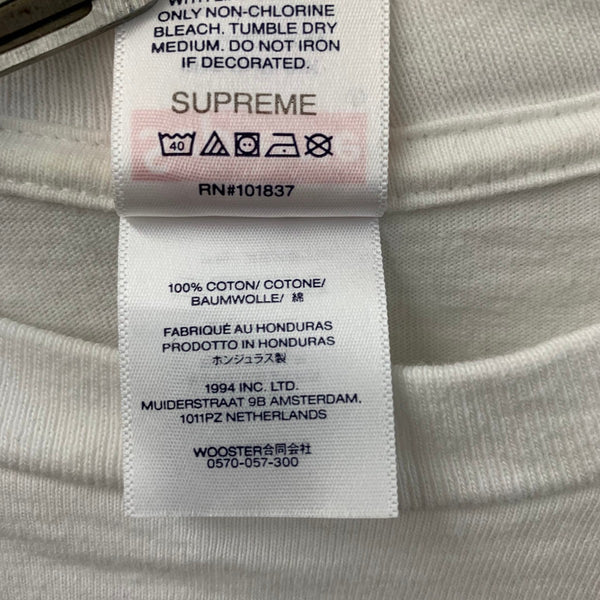 ONLY NON-CHLORINE
BLEACH. TUMBLE DRY
MEDIUM. DO NOT IRON
IF DECORATED.
SUPREME
40
RN#101837
100% COTON/ COTONE/
BAUMWOLLE/ 綿
FABRIQUÉ AU HONDURAS
PRODOTTO IN HONDURAS
ホンジュラス製
1994 INC. LTD.
MUIDERSTRAAT 9B AMSTERDAM.
1011PZ NETHERLANDS
WOOSTER合同会社
0570-057-300